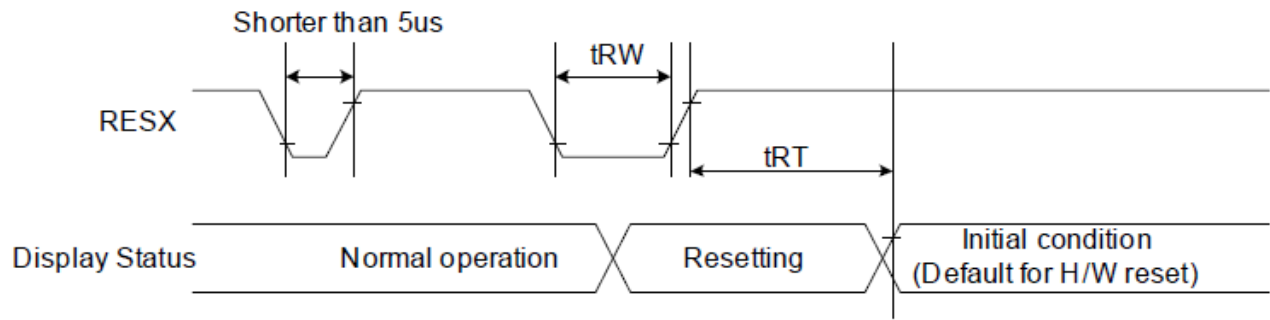 Shorter than 5us
tRW
RESX
tRT
Display Status
Normal operation
Resetting
Initial condition
(Default for H/W reset)